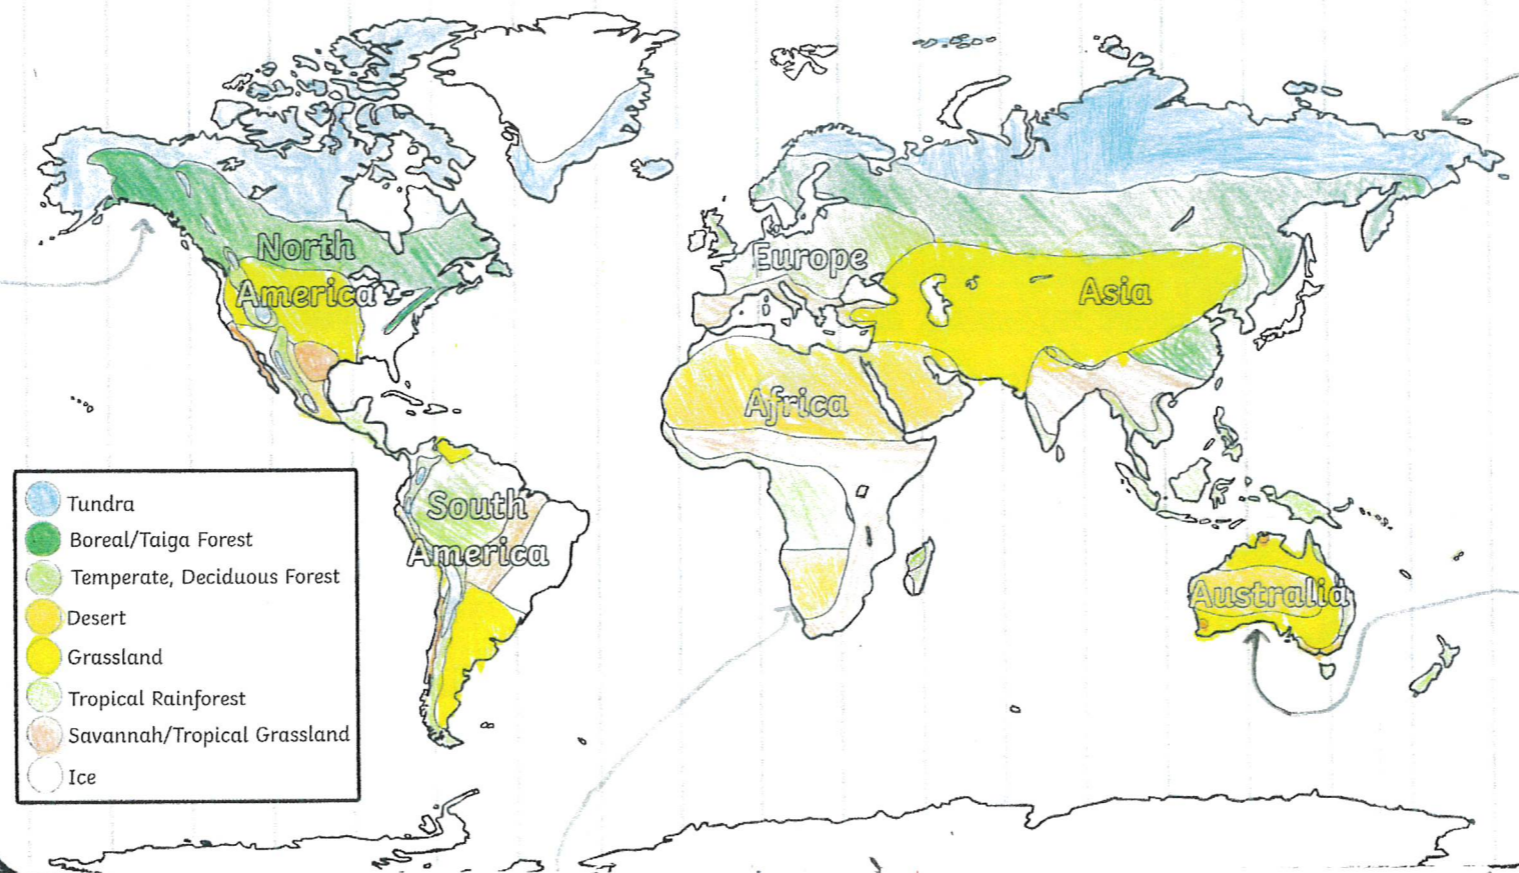 North
America
Europe
Asia
Africa
South
America
Australia
Tundra
Boreal/Taiga Forest
Temperate, Deciduous Forest
Desert
Grassland
Tropical Rainforest
Savannah/Tropical Grassland
Ice